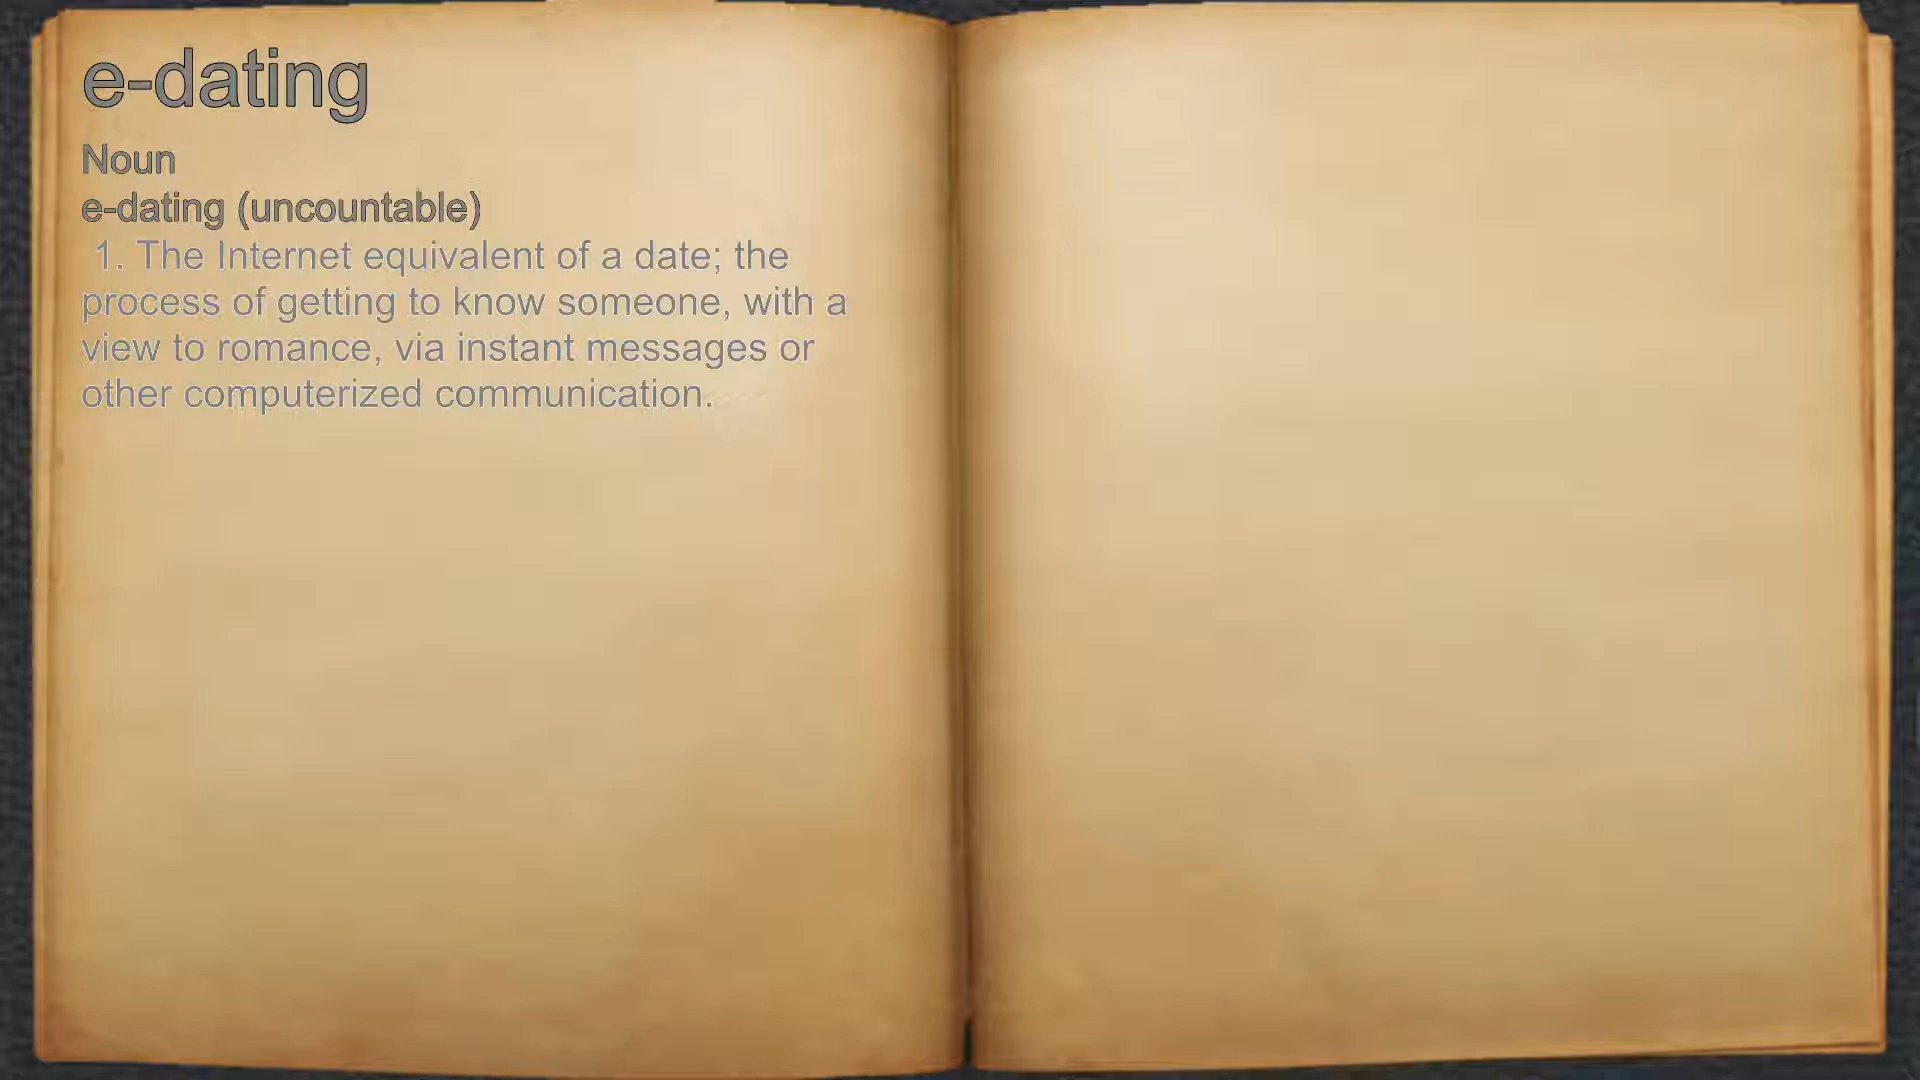 e-dating
Noun
e-dating (uncountable)
1. The Internet equivalent of a date; the
process of getting to know someone, with a
view to romance, via instant messages or
other computerized communication.